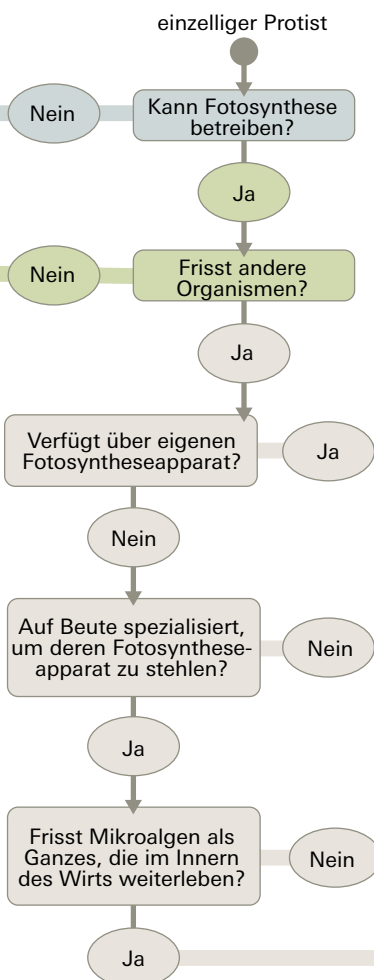 einzelliger Protist
Nein
Kann Fotosynthese
betreiben?
Ja
Nein
Frisst andere
Organismen?
Ja
Verfügt über eigenen
Fotosyntheseapparat?
Ja
Nein
Auf Beute spezialisiert,
um deren Fotosynthese-
apparat zu stehlen?
Nein
Ja
Frisst Mikroalgen als
Ganzes, die im Innern
des Wirts weiterleben?
Nein
Ja